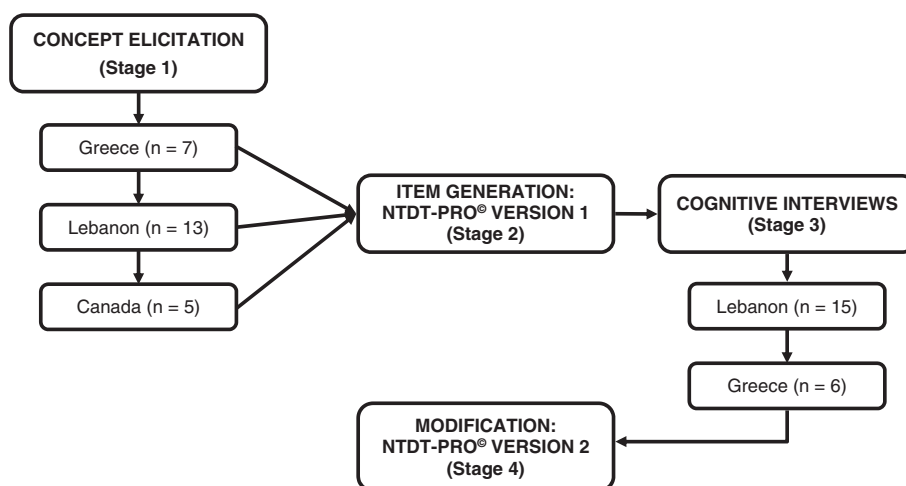 CONCEPT ELICITATION
(Stage 1)
Greece (n = 7)
Lebanon (n = 13)
Canada (n = 5)
ITEM GENERATION:
NTDT-PRO© VERSION 1
(Stage 2)
COGNITIVE INTERVIEWS
(Stage 3)
Lebanon (n = 15)
Greece (n = 6)
MODIFICATION:
NTDT-PRO© VERSION 2
(Stage 4)